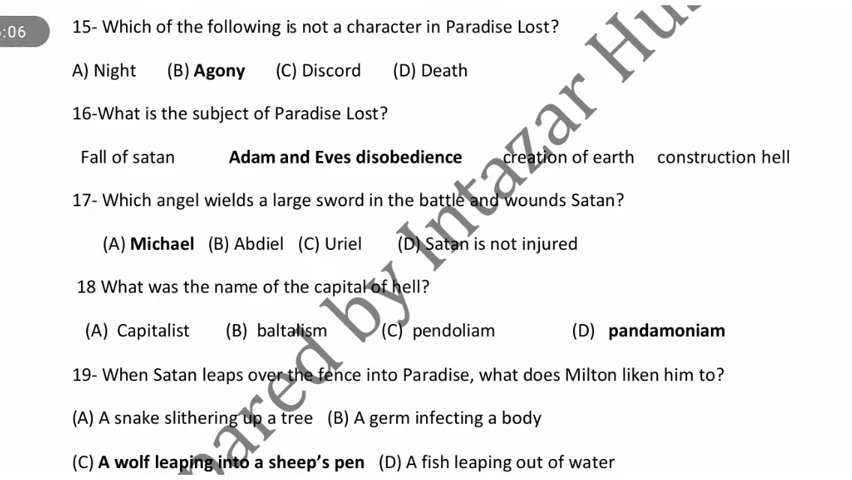 :06
15- Which of the following is not a character in Paradise Lost?
A) Night (B) Agony (C) Discord (D) Death
16-What is the subject of Paradise Lost?
Fall of satan Adam and Eves disobedience creation of earth construction hell
17- Which angel wields a large sword in the battle and wounds Satan?
(A) Michael (B) Abdiel (C) Uriel (D) Satan is not injured
18 What was the name of the capital of hell?
(A) Capitalist (B) baltalism (C) pendoliam (D) pandamoniam
19- When Satan leaps over the fence into Paradise, what does Milton liken him to?
(A) A snake slithering up a tree (B) A germ infecting a body
(C) A wolf leaping into a sheep's pen (D) A fish leaping out of water
pared by Intazar Hus